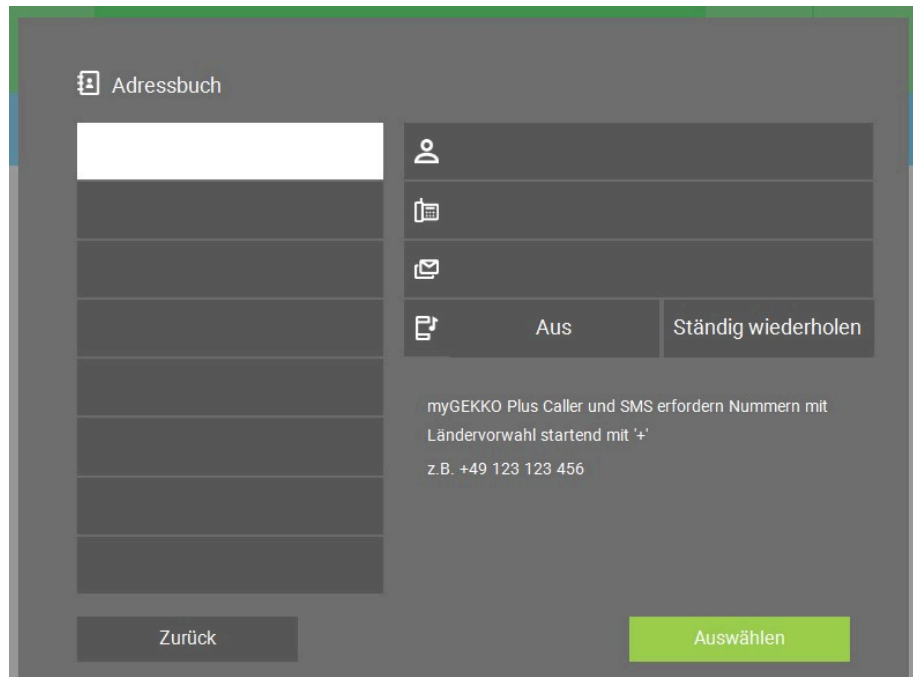 Adressbuch
Aus
Ständig wiederholen
myGEKKO Plus Caller und SMS erfordern Nummern mit
Ländervorwahl startend mit '+'
z.B. +49 123 123 456
Zurück
Auswählen